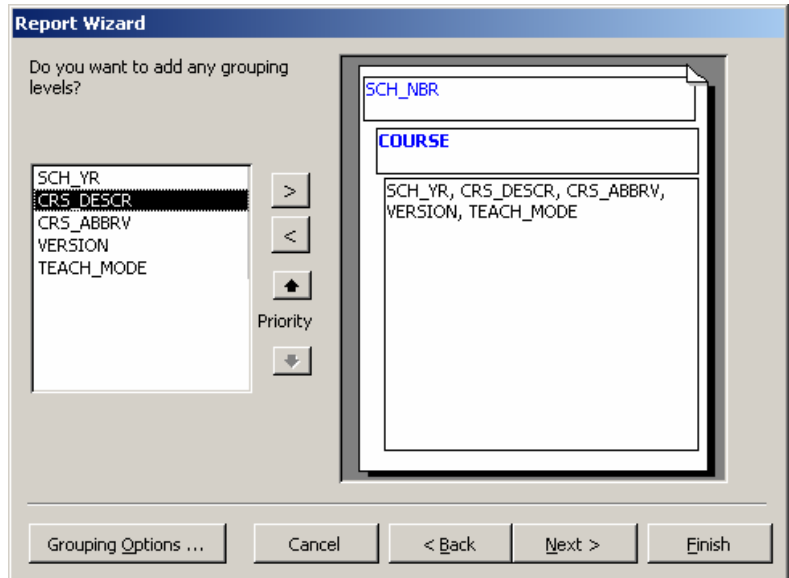 Report Wizard
Do you want to add any grouping
levels?
SCH_YR
CRS_DESCR
CRS_ABBRV
VERSION
TEACH_MODE
>
<
Priority
SCH_NBR
COURSE
SCH_YR, CRS_DESCR, CRS_ABBRV,
VERSION, TEACH_MODE
Grouping Options ...
Cancel
< Back
Next >
Finish